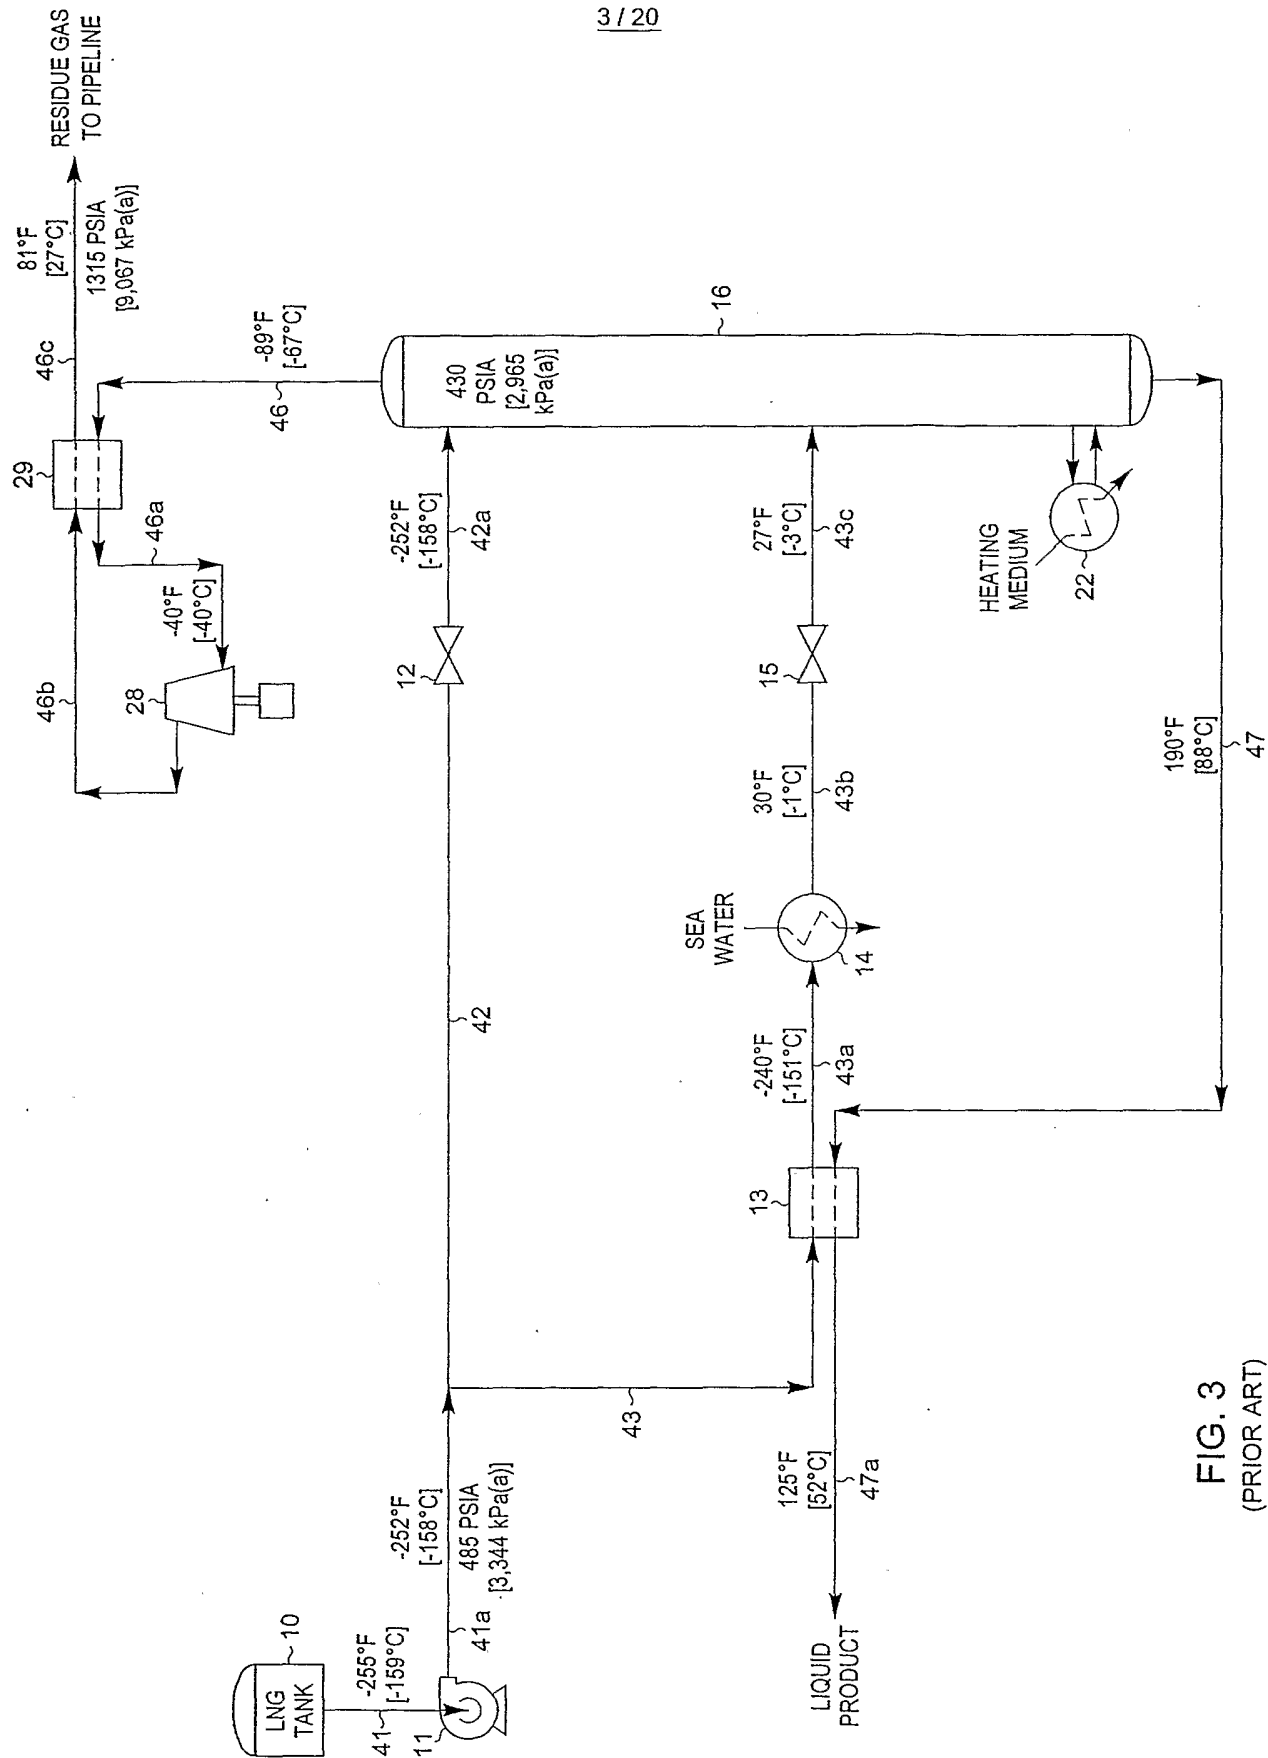 3 / 20
RESIDUE GAS
TO PIPELINE
81°F
[27°C]
1315 PSIA
[9,067 kPa(a)]
46c
29
-89°F
[-67°C]
46
46a
-40°F
[-40°C]
46b
28
16
430
PSIA
[2,965
kPa(a)]
-252°F
[-158°C]
42a
12
42
27°F
[-3°C]
43c
15
30°F
[-1°C]
43b
HEATING
MEDIUM
22
SEA
WATER
14
-240°F
[-151°C]
43a
13
190°F
[88°C]
47
43
-252°F
[-158°C]
485 PSIA
[3,344 kPa(a)]
41a
10
LNG
TANK
-255°F
[-159°C]
41
11
125°F
[52°C]
47a
LIQUID
PRODUCT
FIG. 3
(PRIOR ART)